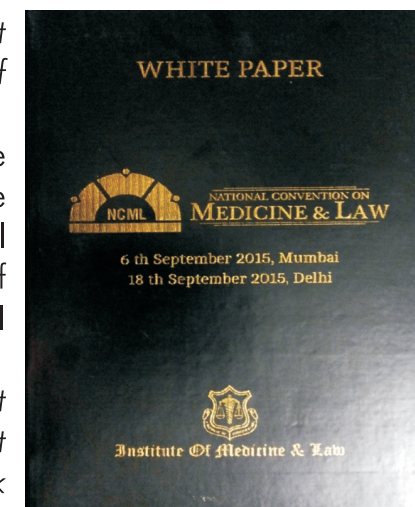 WHITE PAPER
NCML
NATIONAL CONVENTION ON
MEDICINE & LAW
6 th September 2015, Mumbai
18 th September 2015, Delhi
Institute Of Medicine & Law